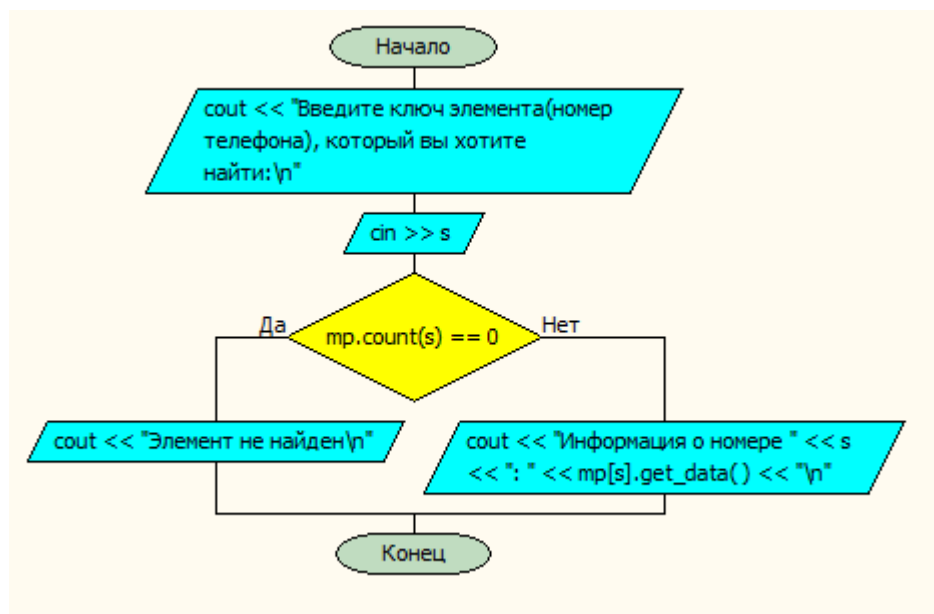 Начало
cout << "Введите ключ элемента(номер
телефона), который вы хотите
найти:\n"
cin >> s
Да
mp.count(s) == 0
Нет
cout << "Элемент не найден\n"
cout << "Информация о номере " << s
<< ": " << mp[s].get_data() << "\n"
Конец